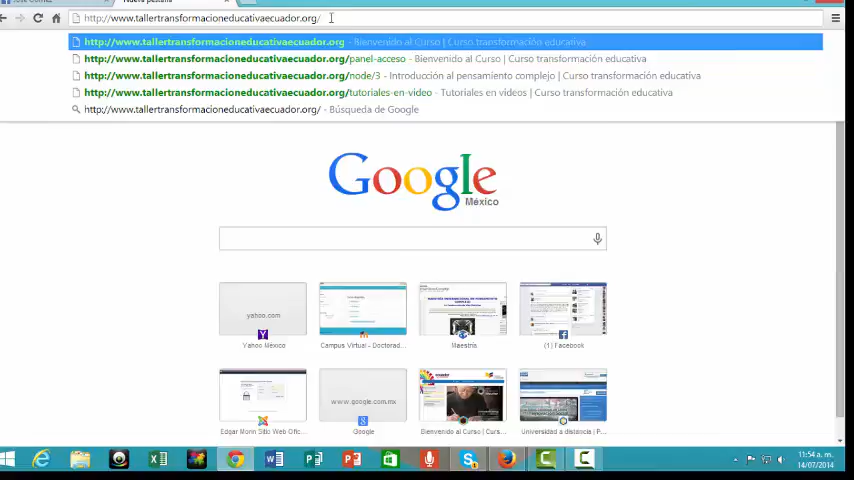 http://www.tallertransformacioneducativaecuador.org/
http://www.tallertransformacioneducativaecuador.org - Bienvenido al Curso | Curso transformación educativa
http://www.tallertransformacioneducativaecuador.org/panel-acceso - Bienvenido al Curso | Curso transformación educativa
http://www.tallertransformacioneducativaecuador.org/node/3 - Introducción al pensamiento complejo | Curso transformación educativa
http://www.tallertransformacioneducativaecuador.org/tutoriales-en-video - Tutoriales en vídeos | Curso transformación educativa
http://www.tallertransformacioneducativaecuador.org/ - Búsqueda de Google
Google
México
yahoo.com
Yahoo México
Campus Virtual - Doctorad...
Maestría
(1) Facebook
www.google.com.mx
Edgar Morin Sitio Web Ofic...
Google
Bienvenido al Curso | Curs...
Universidad a distancia | P...
11:54 a. m.
14/07/2014